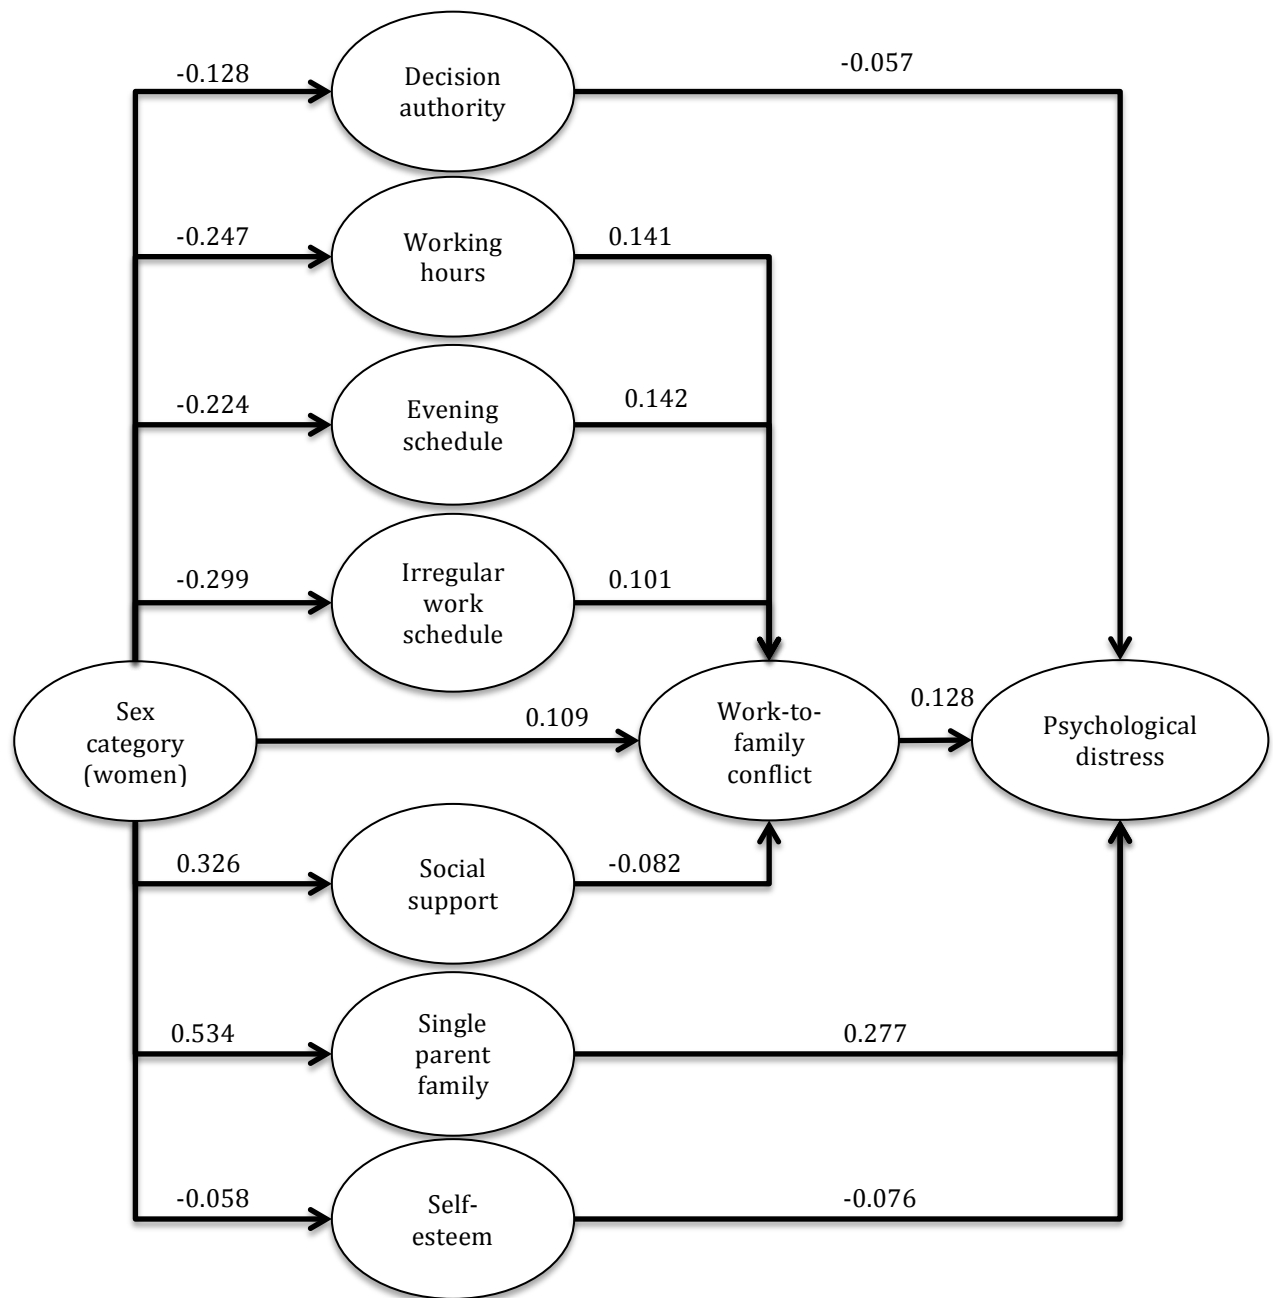 -0.128
Decision
authority
-0.057
-0.247
Working
hours
0.141
-0.224
Evening
schedule
0.142
-0.299
Irregular
work
schedule
0.101
Sex
category
(women)
0.109
Work-to-
family
conflict
0.128
Psychological
distress
0.326
Social
support
-0.082
0.534
Single
parent
family
0.277
-0.058
Self-
esteem
-0.076